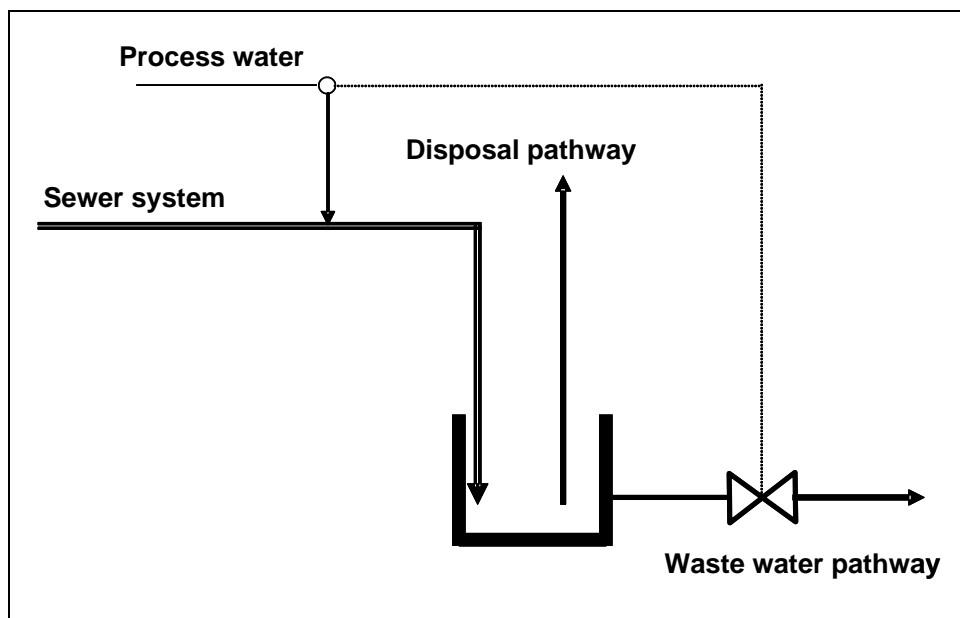 Process water
Disposal pathway
Sewer system
Waste water pathway